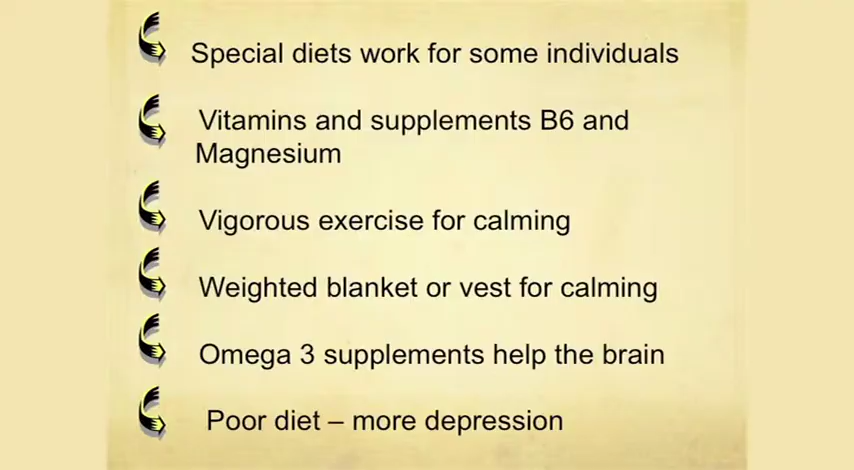 Special diets work for some individuals
Vitamins and supplements B6 and
Magnesium
Vigorous exercise for calming
Weighted blanket or vest for calming
Omega 3 supplements help the brain
Poor diet – more depression